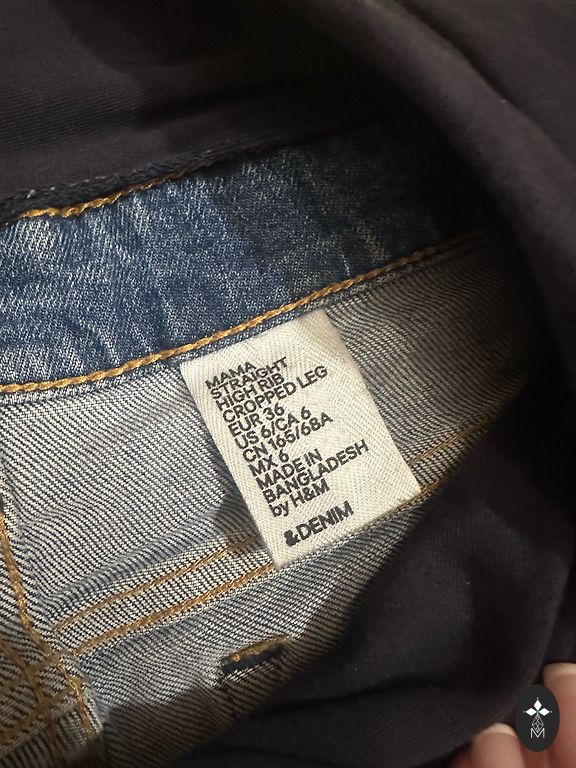 MAMA
STRAIGHT
HIGH RIB
CROPPED LEG
EUR 36
US 6/CA 6
CN 165/68A
MX 6
MADE IN
BANGLADESH
by H&M
&DENIM
M